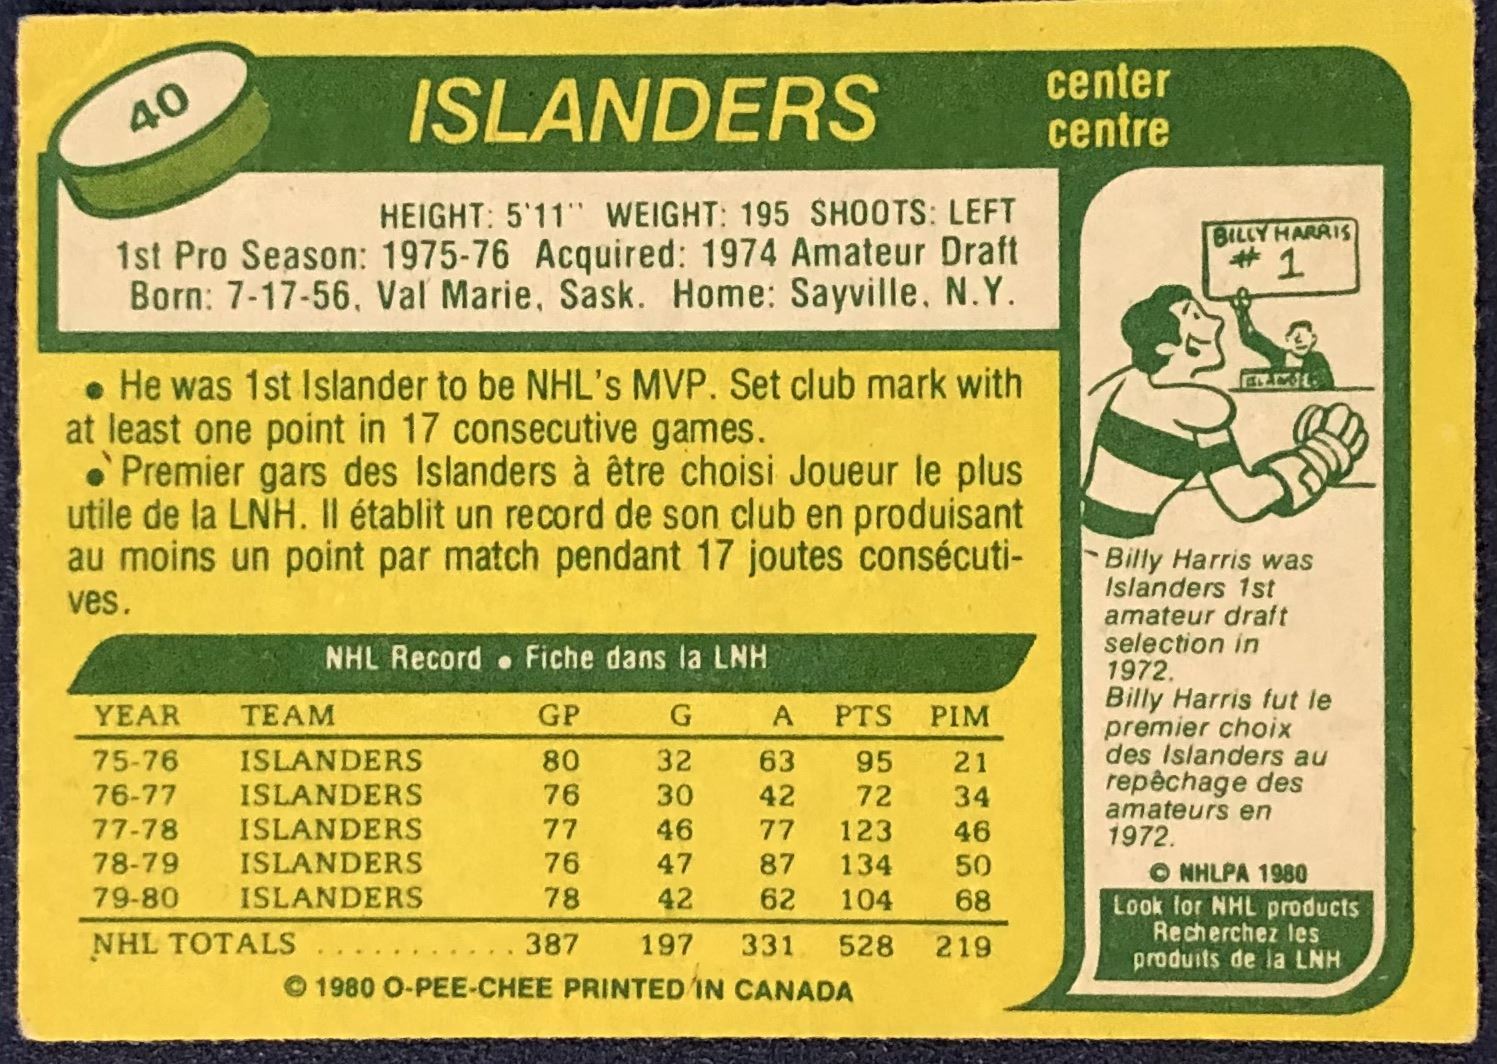 40
ISLANDERS
center
centre
HEIGHT: 5'11" WEIGHT: 195 SHOOTS: LEFT
1st Pro Season: 1975-76 Acquired: 1974 Amateur Draft
Born: 7-17-56, Val Marie, Sask. Home: Sayville, N.Y.
• He was 1st Islander to be NHL's MVP. Set club mark with
at least one point in 17 consecutive games.
• Premier gars des Islanders à être choisi Joueur le plus
utile de la LNH. Il établit un record de son club en produisant
au moins un point par match pendant 17 joutes consécuti-
ves.
NHL Record • Fiche dans la LNH
YEAR TEAM GP G A PTS PIM
75-76 ISLANDERS 80 32 63 95 21
76-77 ISLANDERS 76 30 42 72 34
77-78 ISLANDERS 77 46 77 123 46
78-79 ISLANDERS 76 47 87 134 50
79-80 ISLANDERS 78 42 62 104 68
NHL TOTALS ............ 387 197 331 528 219
© 1980 O-PEE-CHEE PRINTED IN CANADA
BILLY HARRIS
# 1
ISLANDERS
Billy Harris was
Islanders 1st
amateur draft
selection in
1972.
Billy Harris fut le
premier choix
des Islanders au
repêchage des
amateurs en
1972.
© NHLPA 1980
Look for NHL products
Recherchez les
produits de la LNH